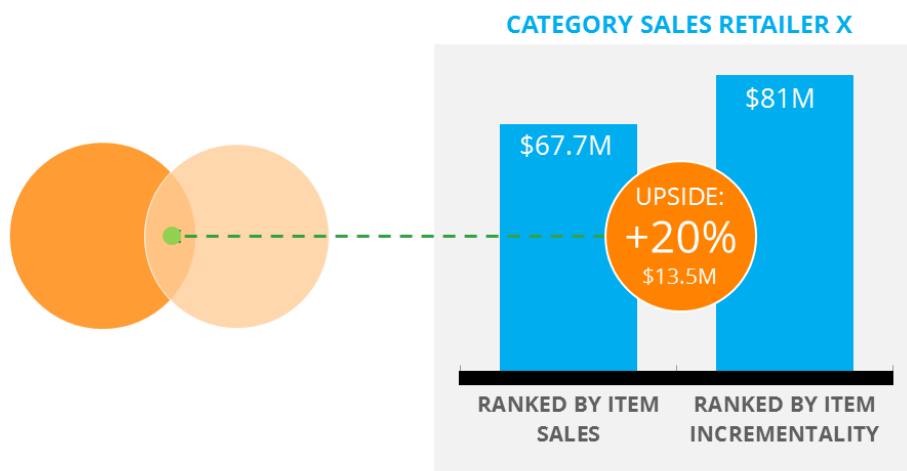 CATEGORY SALES RETAILER X
$67.7M
$81M
UPSIDE:
+20%
$13.5M
RANKED BY ITEM
SALES
RANKED BY ITEM
INCREMENTALITY